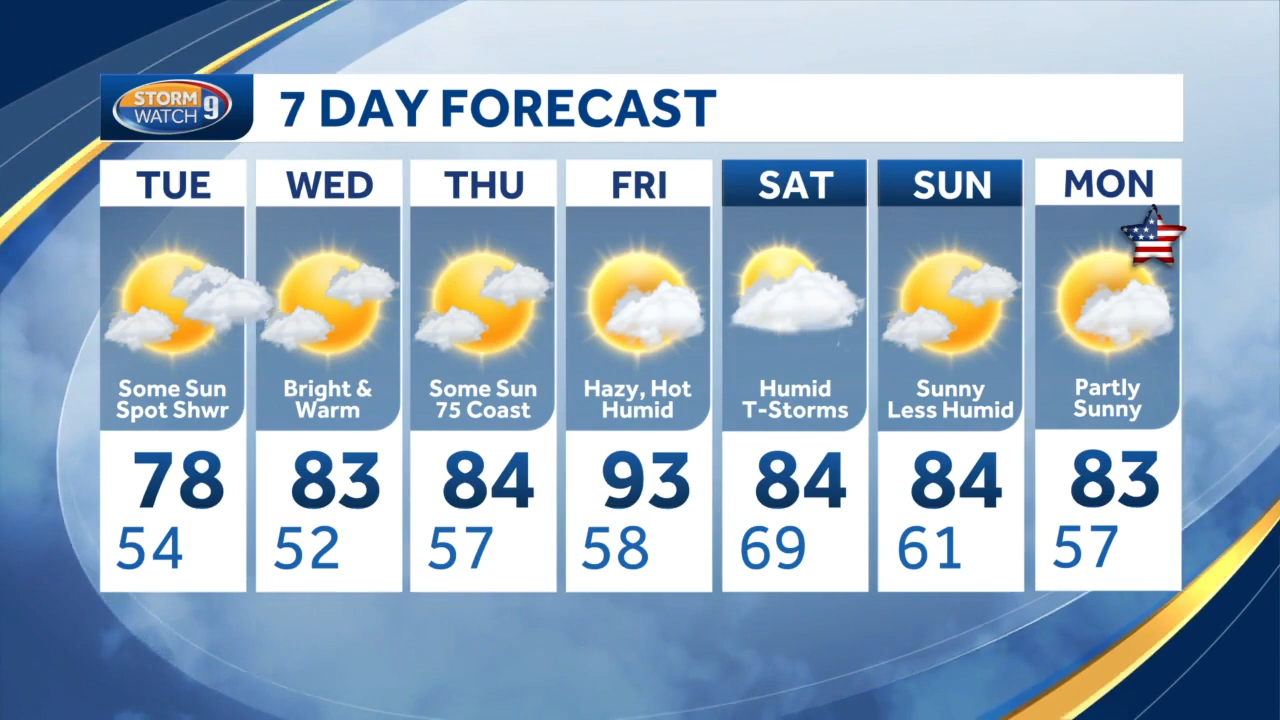 STORM
WATCH 9
7 DAY FORECAST
TUE
Some Sun
Spot Shwr
78
54
WED
Bright &
Warm
83
52
THU
Some Sun
75 Coast
84
57
FRI
Hazy, Hot
Humid
93
58
SAT
Humid
T-Storms
84
69
SUN
Sunny
Less Humid
84
61
MON
Partly
Sunny
83
57